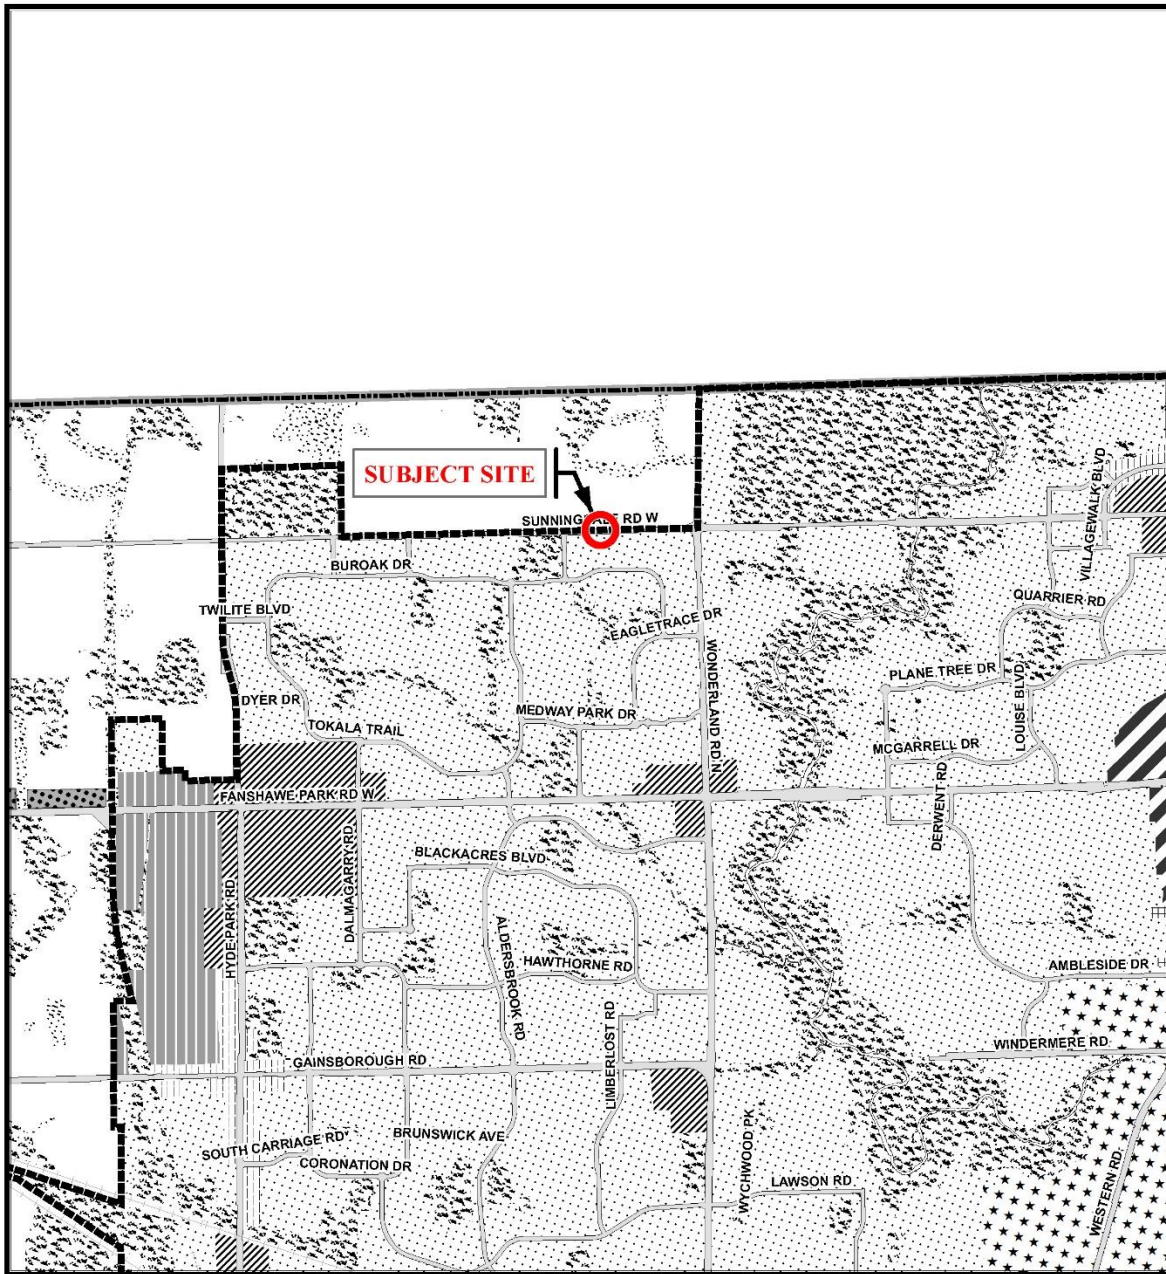 SUBJECT SITE
SUNNINGDALE RD W
VILLAGEWALK BLVD
BUROAK DR
QUARRIER RD
TWILITE BLVD
EAGLETRACE DR
WONDERLAND RD N
PLANE TREE DR
LOUISE BLVD
DYER DR
MEDWAY PARK DR
TOKALA TRAIL
MCGARRELL DR
DERWENT RD
FANSHAWE PARK RD W
DALMAGARRY RD
BLACKACRES BLVD
HYDE PARK RD
ALDERSBROOK RD
HAWTHORNE RD
AMBLESIDE DR
LIMBERLOST RD
WINDERMERE RD
GAINSBOROUGH RD
WYCHWOOD PK
SOUTH CARRIAGE RD
BRUNSWICK AVE
CORONATION DR
LAWSON RD
WESTERN RD